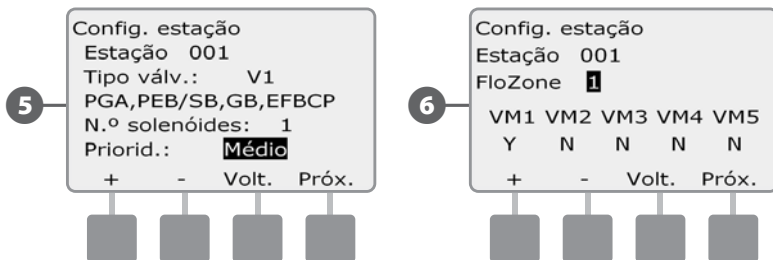 5
Config. estação
Estação 001
Tipo válv.: V1
PGA,PEB/SB,GB,EFBCP
N.º solenóides: 1
Priorid.: Médio
+ - Volt. Próx.
6
Config. estação
Estação 001
FloZone 1
VM1 VM2 VM3 VM4 VM5
Y N N N N
+ - Volt. Próx.